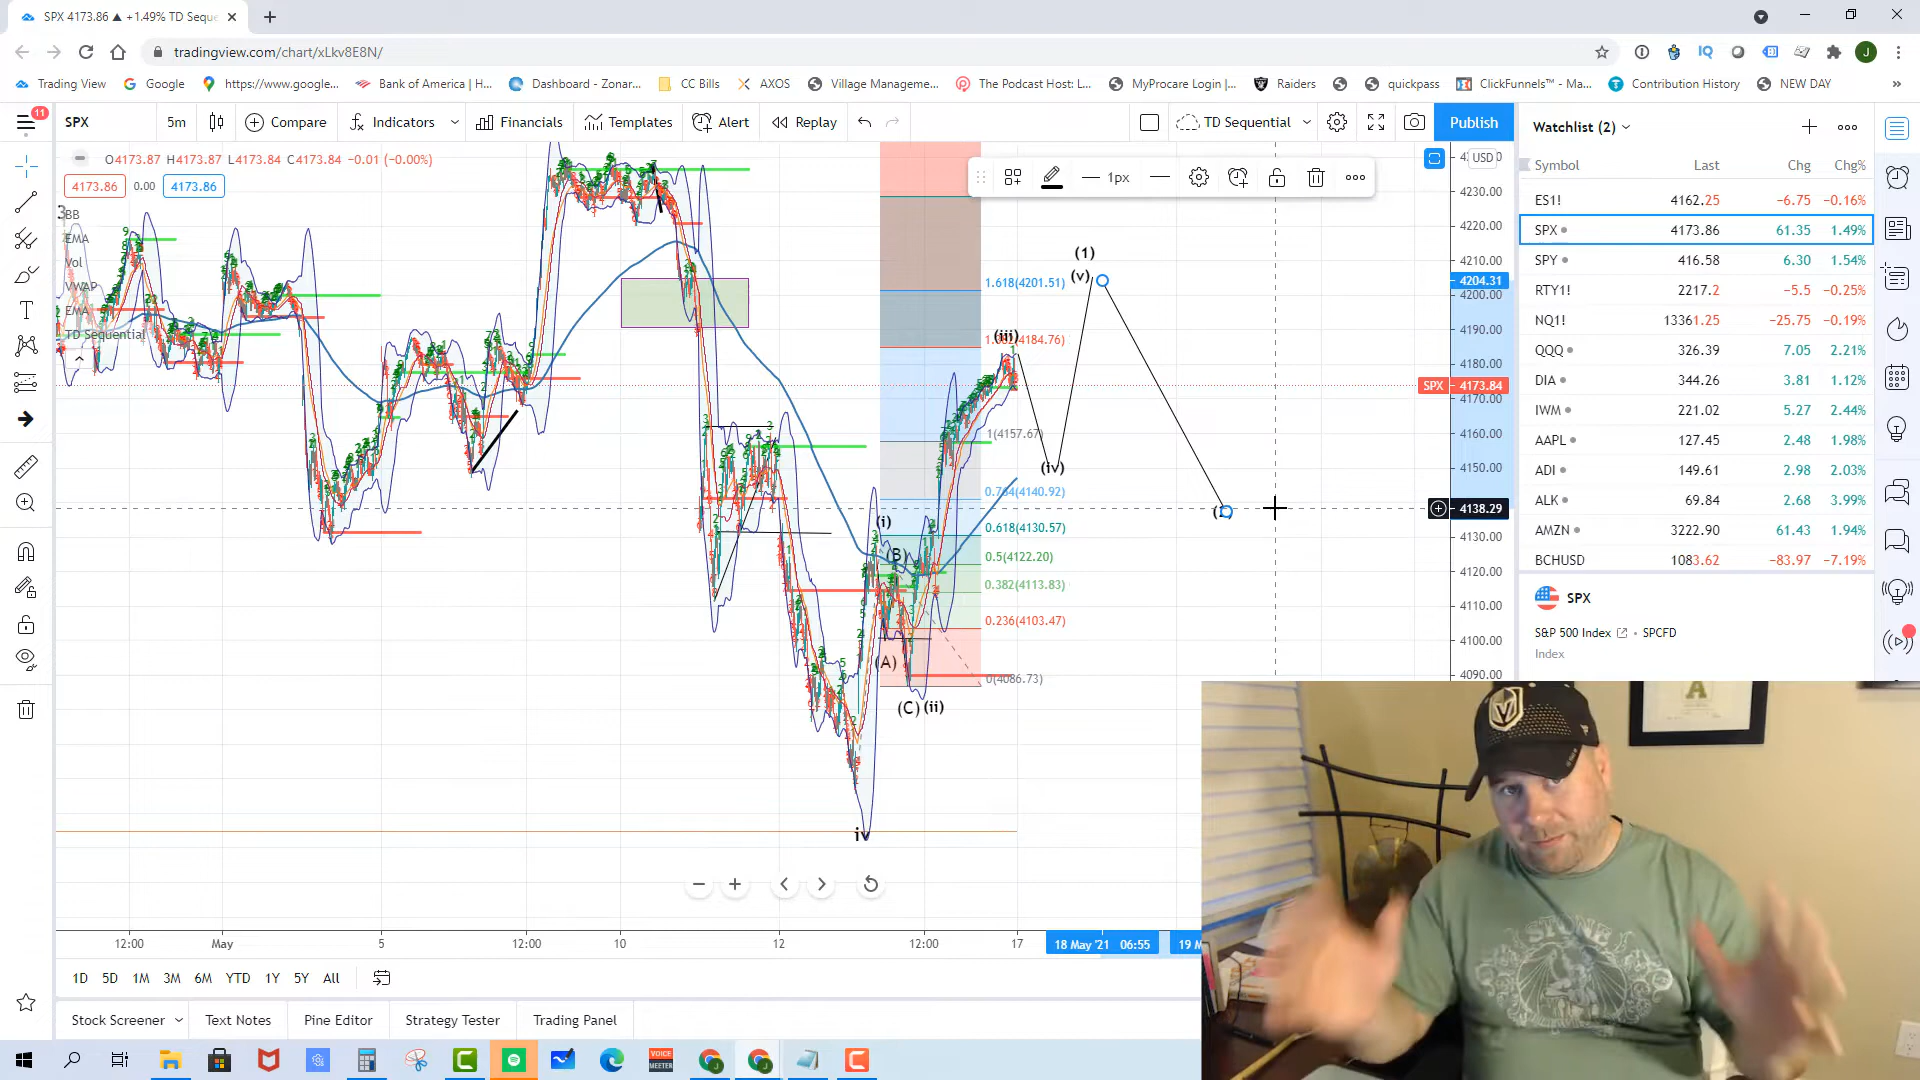 SPX 4173.86 ▲ +1.49% TD Seque
tradingview.com/chart/xLkv8E8N/
Trading View
Google
https://www.google...
Bank of America | H...
Dashboard - Zonar...
CC Bills
AXOS
Village Manageme...
The Podcast Host: L...
MyProcare Login |...
Raiders
quickpass
ClickFunnels™ - Ma...
Contribution History
NEW DAY
11
SPX
5m
Compare
Indicators
Financials
Templates
Alert
Replay
TD Sequential
Publish
O4173.87 H4173.87 L4173.84 C4173.84 −0.01 (−0.00%)
4173.86
0.00
4173.86
BB
EMA
Vol
VWAP
EMA
TD Sequential
1px
USD
4230.00
4220.00
4210.00
4204.31
4200.00
4190.00
4180.00
SPX 4173.84
4170.00
4160.00
4150.00
4138.29
4130.00
4120.00
4110.00
4100.00
4090.00
(1)
(v)
1.618(4201.51)
(iii)
1(4157.67)
(iv)
0.764(4140.92)
(i)
0.618(4130.57)
(B)
0.5(4122.20)
0.382(4113.83)
0.236(4103.47)
(A)
0(4086.73)
(C) (ii)
iv
12:00
May
5
12:00
10
12
12:00
17
18 May '21 06:55
19 M
1D 5D 1M 3M 6M YTD 1Y 5Y All
Stock Screener
Text Notes
Pine Editor
Strategy Tester
Trading Panel
Watchlist (2)
Symbol Last Chg Chg%
ES1! 4162.25 −6.75 −0.16%
SPX 4173.86 61.35 1.49%
SPY 416.58 6.30 1.54%
RTY1! 2217.2 −5.5 −0.25%
NQ1! 13361.25 −25.75 −0.19%
QQQ 326.39 7.05 2.21%
DIA 344.26 3.81 1.12%
IWM 221.02 5.27 2.44%
AAPL 127.45 2.48 1.98%
ADI 149.61 2.98 2.03%
ALK 69.84 2.68 3.99%
AMZN 3222.90 61.43 1.94%
BCHUSD 1083.62 −83.97 −7.19%
SPX
S&P 500 Index • SPCFD
Index
VOICE
MEETER